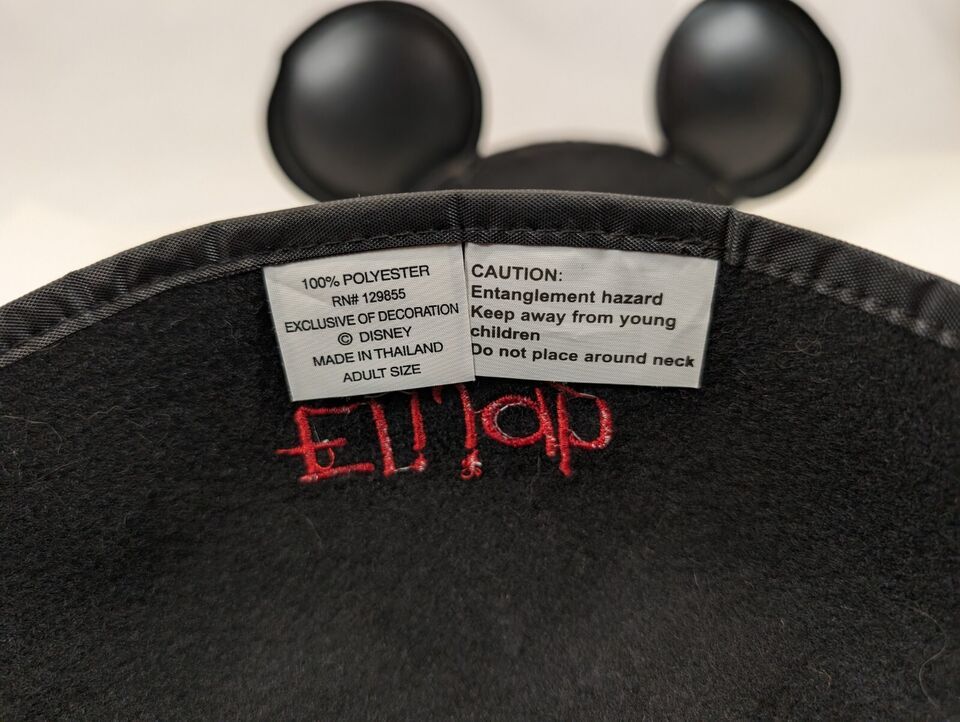 100% POLYESTER
RN# 129855
EXCLUSIVE OF DECORATION
© DISNEY
MADE IN THAILAND
ADULT SIZE
CAUTION:
Entanglement hazard
Keep away from young
children
Do not place around neck